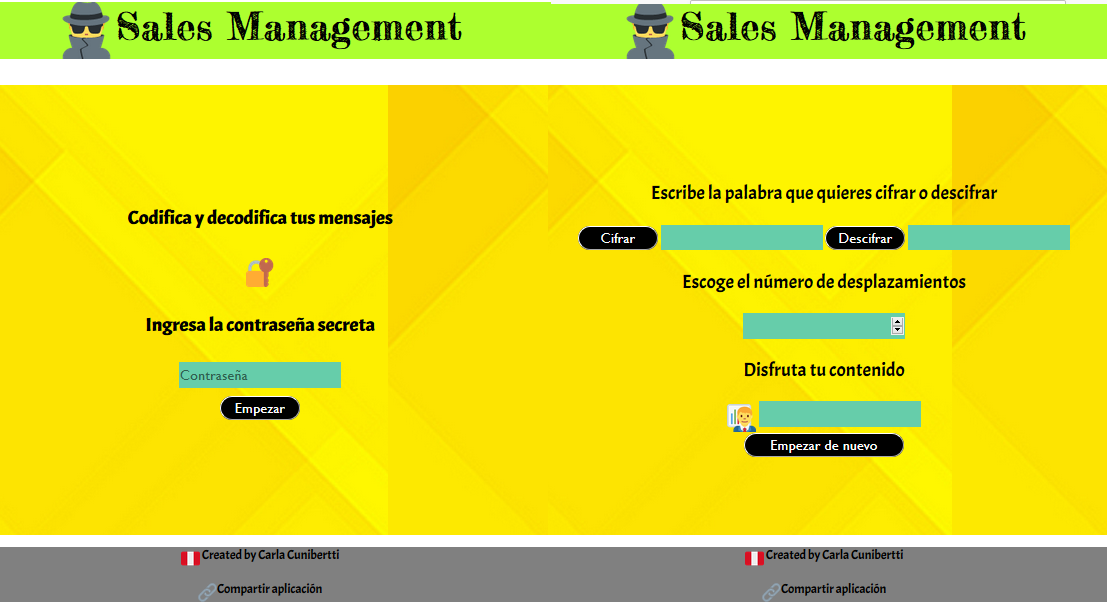 Sales Management
Codifica y decodifica tus mensajes
Ingresa la contraseña secreta
Contraseña
Empezar
Created by Carla Cunibertti
Compartir aplicación
Sales Management
Escribe la palabra que quieres cifrar o descifrar
Cifrar Descifrar
Escoge el número de desplazamientos
Disfruta tu contenido
Empezar de nuevo
Created by Carla Cunibertti
Compartir aplicación